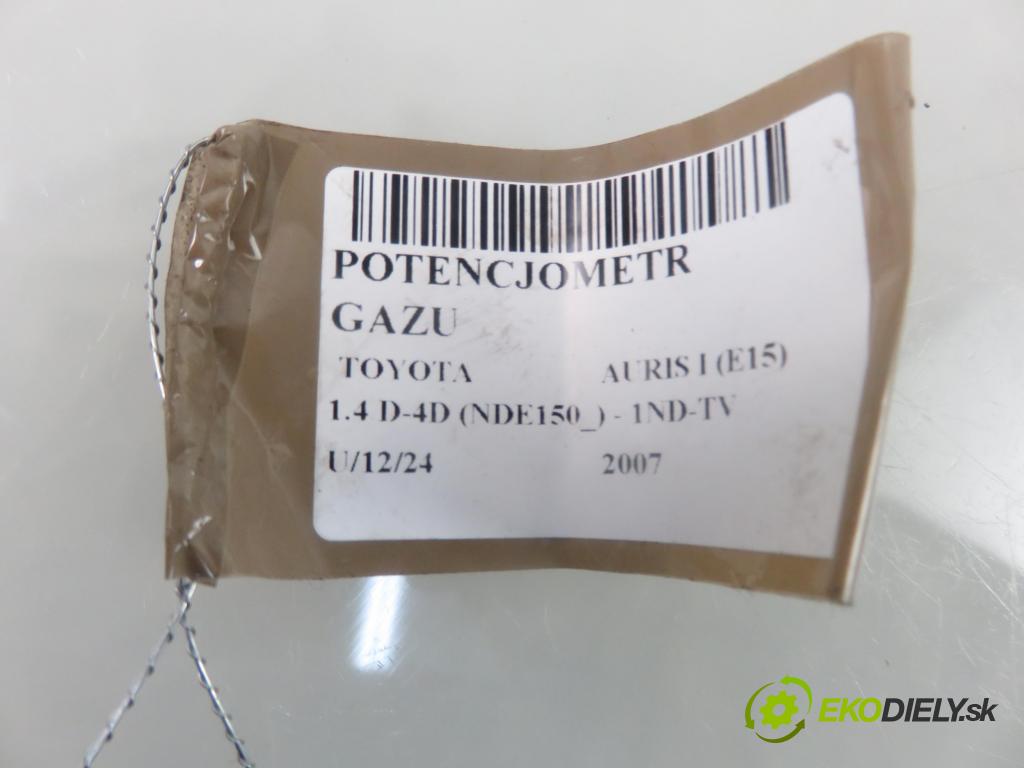 POTENCJOMETR
GAZU
TOYOTA AURIS I (E15)
1.4 D-4D (NDE150_) - 1ND-TV
U/12/24 2007
EKODIELY.sk